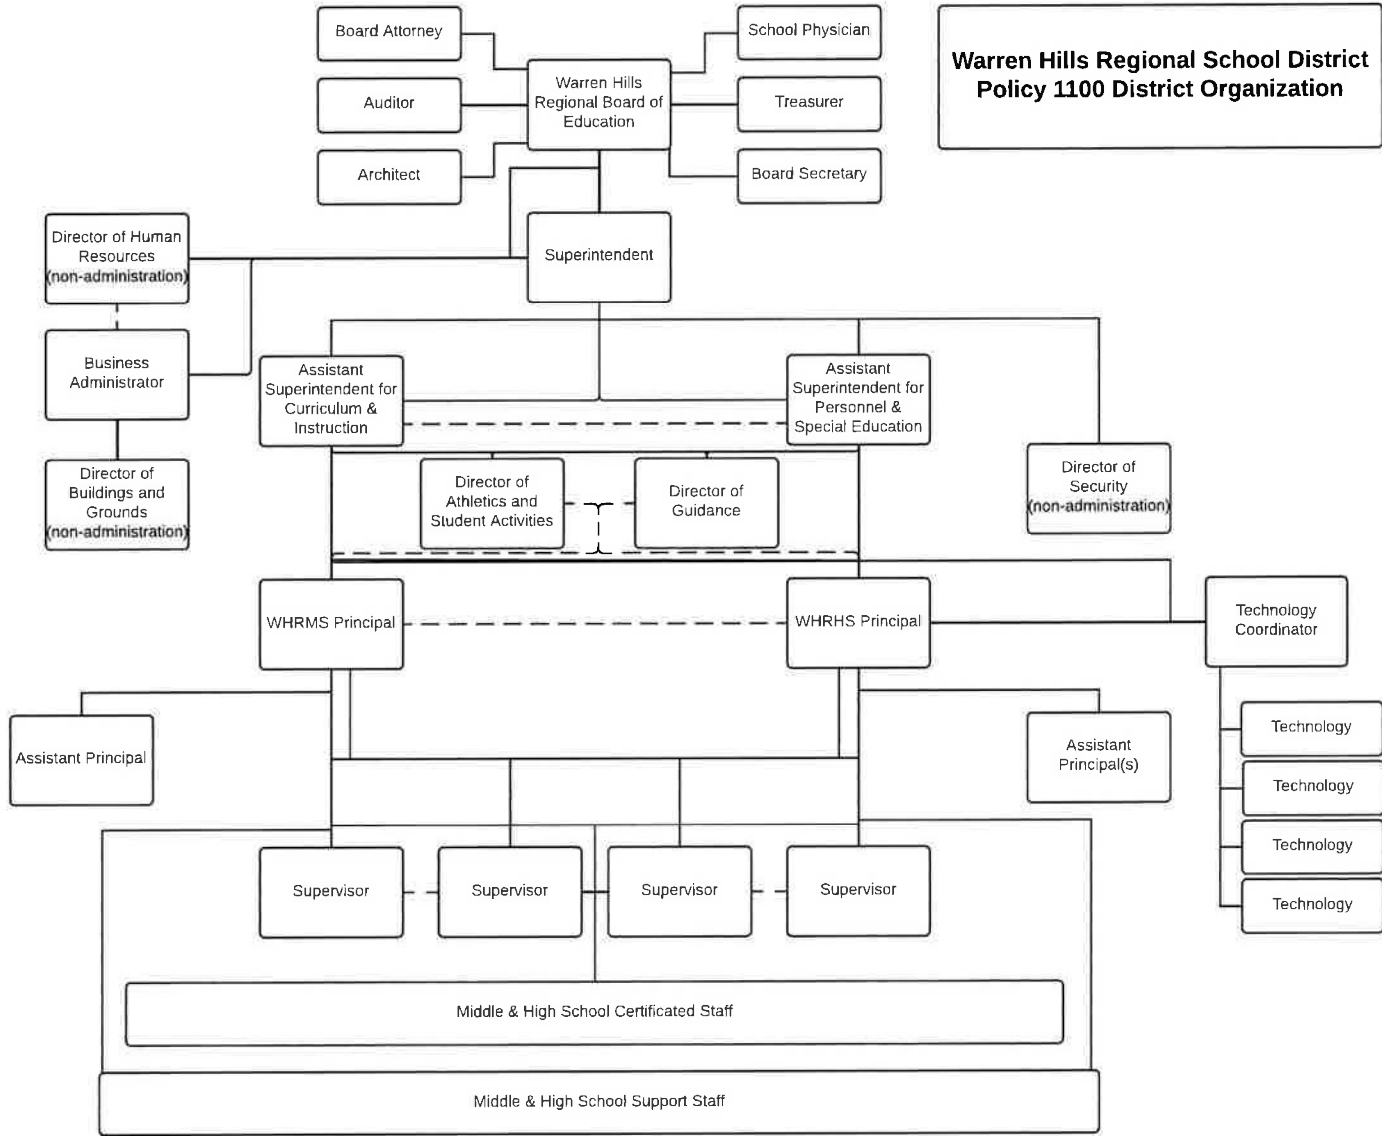 Board Attorney
School Physician
Warren Hills Regional School District
Policy 1100 District Organization
Warren Hills
Regional Board of
Education
Auditor
Treasurer
Architect
Board Secretary
Director of Human
Resources
(non-administration)
Superintendent
Business
Administrator
Assistant
Superintendent for
Curriculum &
Instruction
Assistant
Superintendent for
Personnel &
Special Education
Director of
Buildings and
Grounds
(non-administration)
Director of
Athletics and
Student Activities
Director of
Guidance
Director of
Security
(non-administration)
WHRMS Principal
WHRHS Principal
Technology
Coordinator
Assistant Principal
Assistant
Principal(s)
Technology
Technology
Technology
Technology
Supervisor
Supervisor
Supervisor
Supervisor
Middle & High School Certificated Staff
Middle & High School Support Staff